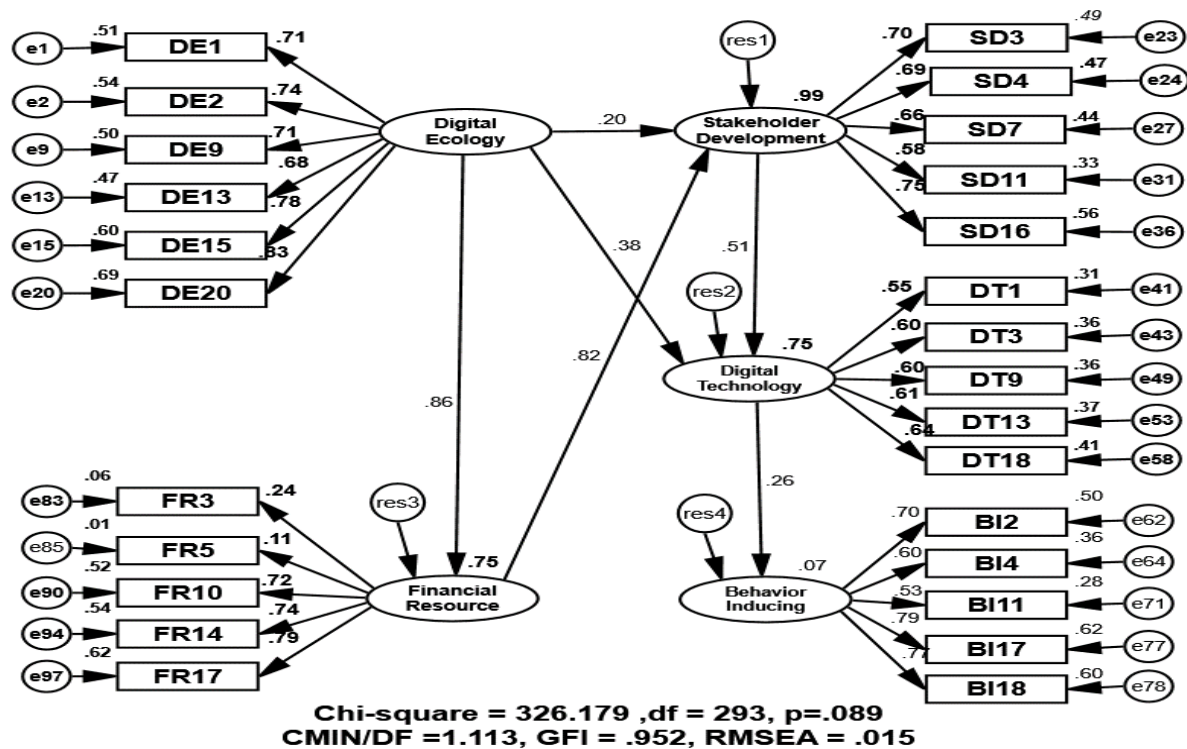 e1 .51 DE1 .71
e2 .54 DE2 .74
e9 .50 DE9 .71
e13 .47 DE13 .68
e15 .60 DE15 .78
e20 .69 DE20 .83
Digital
Ecology
.20
.38
.86
.82
res1
.99
Stakeholder
Development
.51
.70 SD3 .49 e23
.69 SD4 .47 e24
.66 SD7 .44 e27
.58 SD11 .33 e31
.75 SD16 .56 e36
res2
.75
Digital
Technology
.26
.55 DT1 .31 e41
.60 DT3 .36 e43
.60 DT9 .36 e49
.61 DT13 .37 e53
.64 DT18 .41 e58
e83 .06 FR3 .24
e85 .01 FR5 .11
e90 .52 FR10 .72
e94 .54 FR14 .74
e97 .62 FR17 .79
res3
.75
Financial
Resource
res4
.07
Behavior
Inducing
.70 BI2 .50 e62
.60 BI4 .36 e64
.53 BI11 .28 e71
.79 BI17 .62 e77
.77 BI18 .60 e78
Chi-square = 326.179 ,df = 293, p=.089
CMIN/DF =1.113, GFI = .952, RMSEA = .015